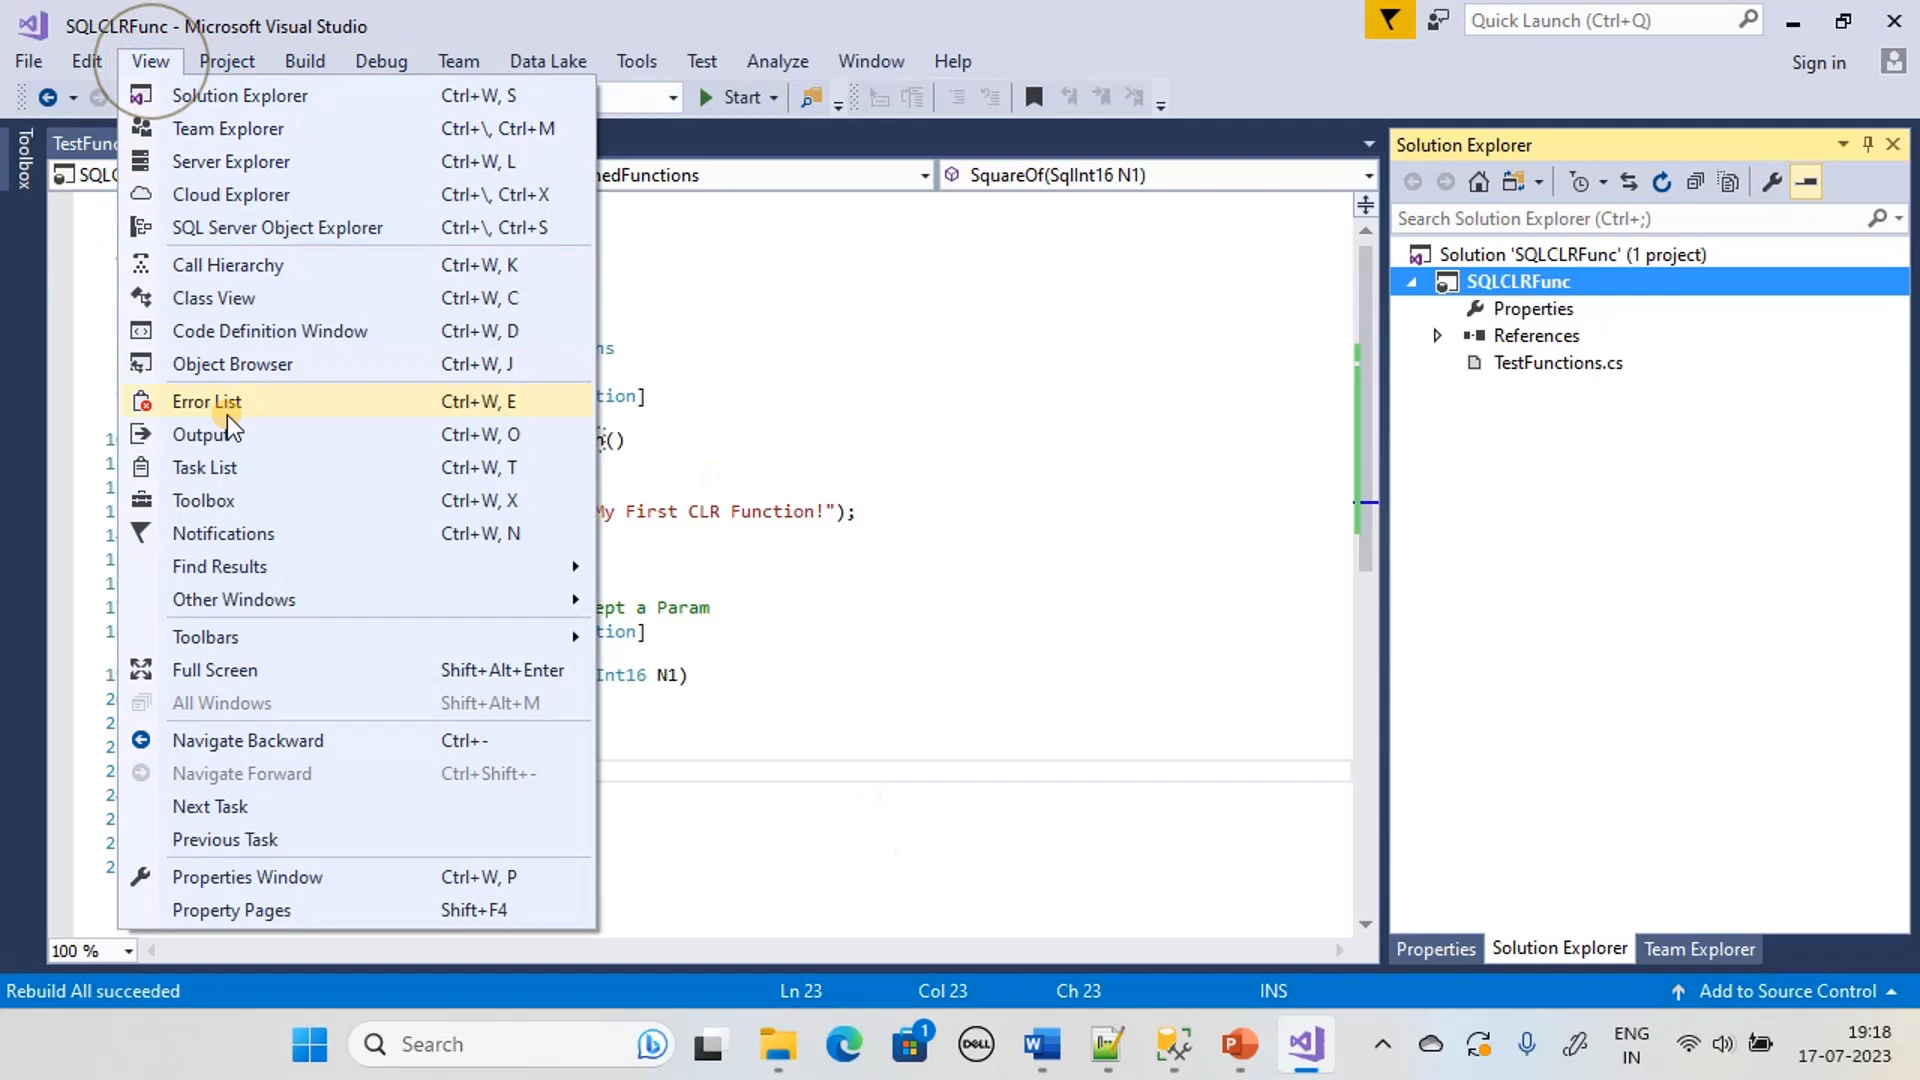 SQLCLRFunc - Microsoft Visual Studio
Quick Launch (Ctrl+Q)
File Edit View Project Build Debug Team Data Lake Tools Test Analyze Window Help
Sign in
Start
Solution Explorer Ctrl+W, S
Team Explorer Ctrl+\, Ctrl+M
Server Explorer Ctrl+W, L
Cloud Explorer Ctrl+\, Ctrl+X
SQL Server Object Explorer Ctrl+\, Ctrl+S
Call Hierarchy Ctrl+W, K
Class View Ctrl+W, C
Code Definition Window Ctrl+W, D
Object Browser Ctrl+W, J
Error List Ctrl+W, E
Output Ctrl+W, O
Task List Ctrl+W, T
Toolbox Ctrl+W, X
Notifications Ctrl+W, N
Find Results
Other Windows
Toolbars
Full Screen Shift+Alt+Enter
All Windows Shift+Alt+M
Navigate Backward Ctrl+-
Navigate Forward Ctrl+Shift+-
Next Task
Previous Task
Properties Window Ctrl+W, P
Property Pages Shift+F4
Toolbox
TestFunc
SQLC
nedFunctions
SquareOf(SqlInt16 N1)
ns
tion]
n()
My First CLR Function!");
ept a Param
tion]
Int16 N1)
100 %
Solution Explorer
Search Solution Explorer (Ctrl+;)
Solution 'SQLCLRFunc' (1 project)
SQLCLRFunc
Properties
References
TestFunctions.cs
Properties Solution Explorer Team Explorer
Rebuild All succeeded Ln 23 Col 23 Ch 23 INS Add to Source Control
Search
1
DELL
ENG
IN
19:18
17-07-2023